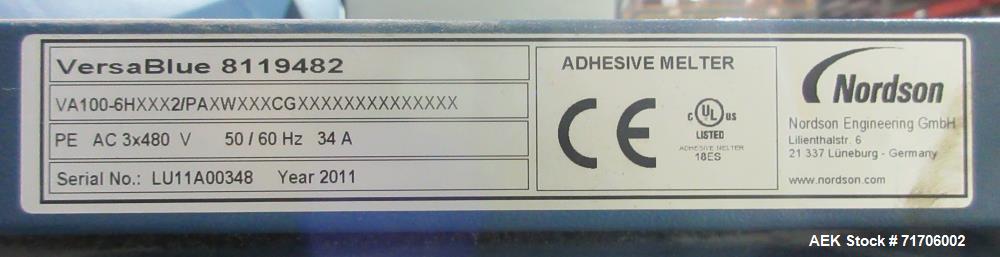 VersaBlue 8119482
VA100-6HXXX2/PAXWXXXCGXXXXXXXXXXXXXX
PE AC 3x480 V 50 / 60 Hz 34 A
Serial No.: LU11A00348 Year 2011
ADHESIVE MELTER
CE
C UL US
LISTED
ADHESIVE MELTER
18ES
Nordson
Nordson Engineering GmbH
Lilienthalstr. 6
21 337 Lüneburg - Germany
www.nordson.com
AEK Stock # 71706002